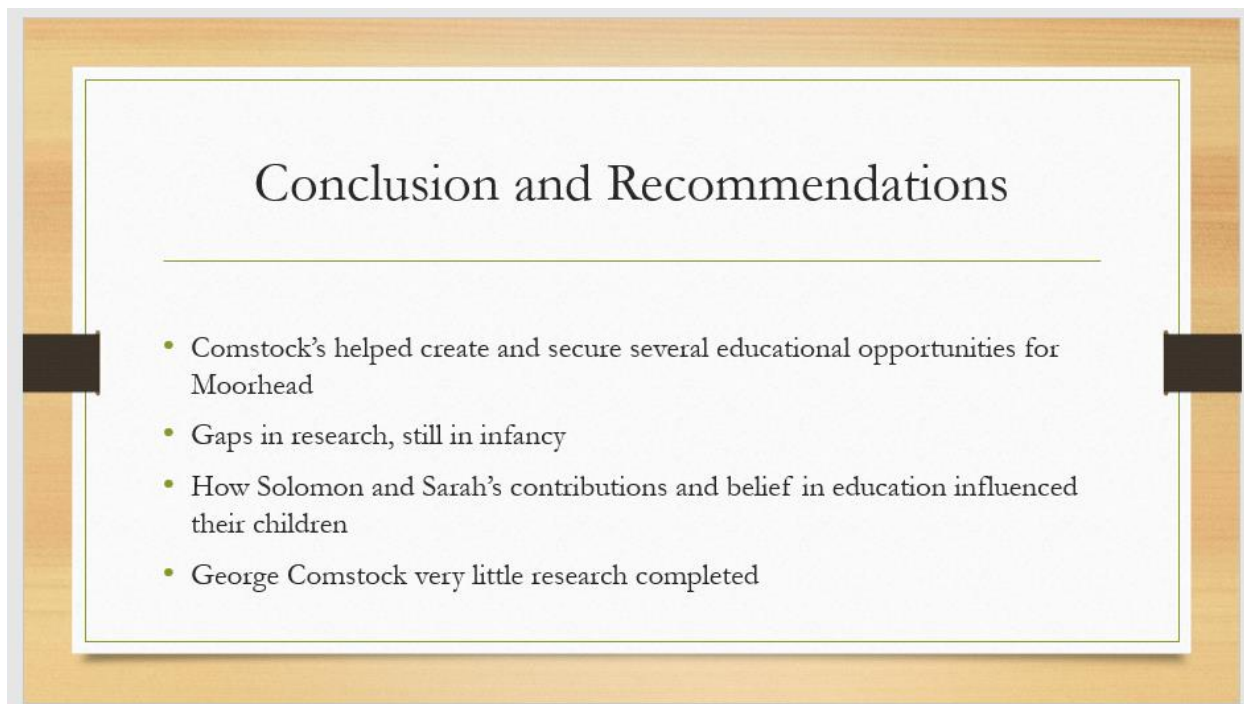 Conclusion and Recommendations
• Comstock’s helped create and secure several educational opportunities for
Moorhead
• Gaps in research, still in infancy
• How Solomon and Sarah’s contributions and belief in education influenced
their children
• George Comstock very little research completed